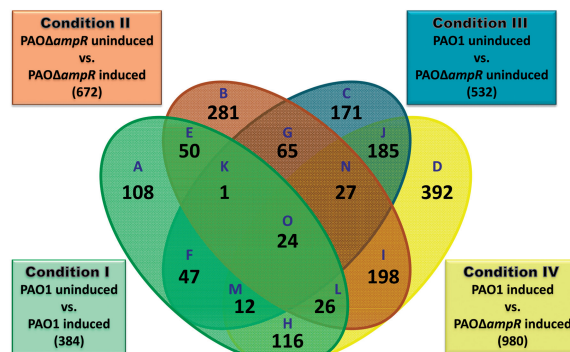 Condition II
PAOΔampR uninduced
vs.
PAOΔampR induced
(672)
Condition III
PAO1 uninduced
vs.
PAOΔampR uninduced
(532)
B
281
C
171
E
50
G
65
J
185
A
108
K
1
N
27
D
392
O
24
F
47
I
198
M
12
L
26
H
116
Condition I
PAO1 uninduced
vs.
PAO1 induced
(384)
Condition IV
PAO1 induced
vs.
PAOΔampR induced
(980)